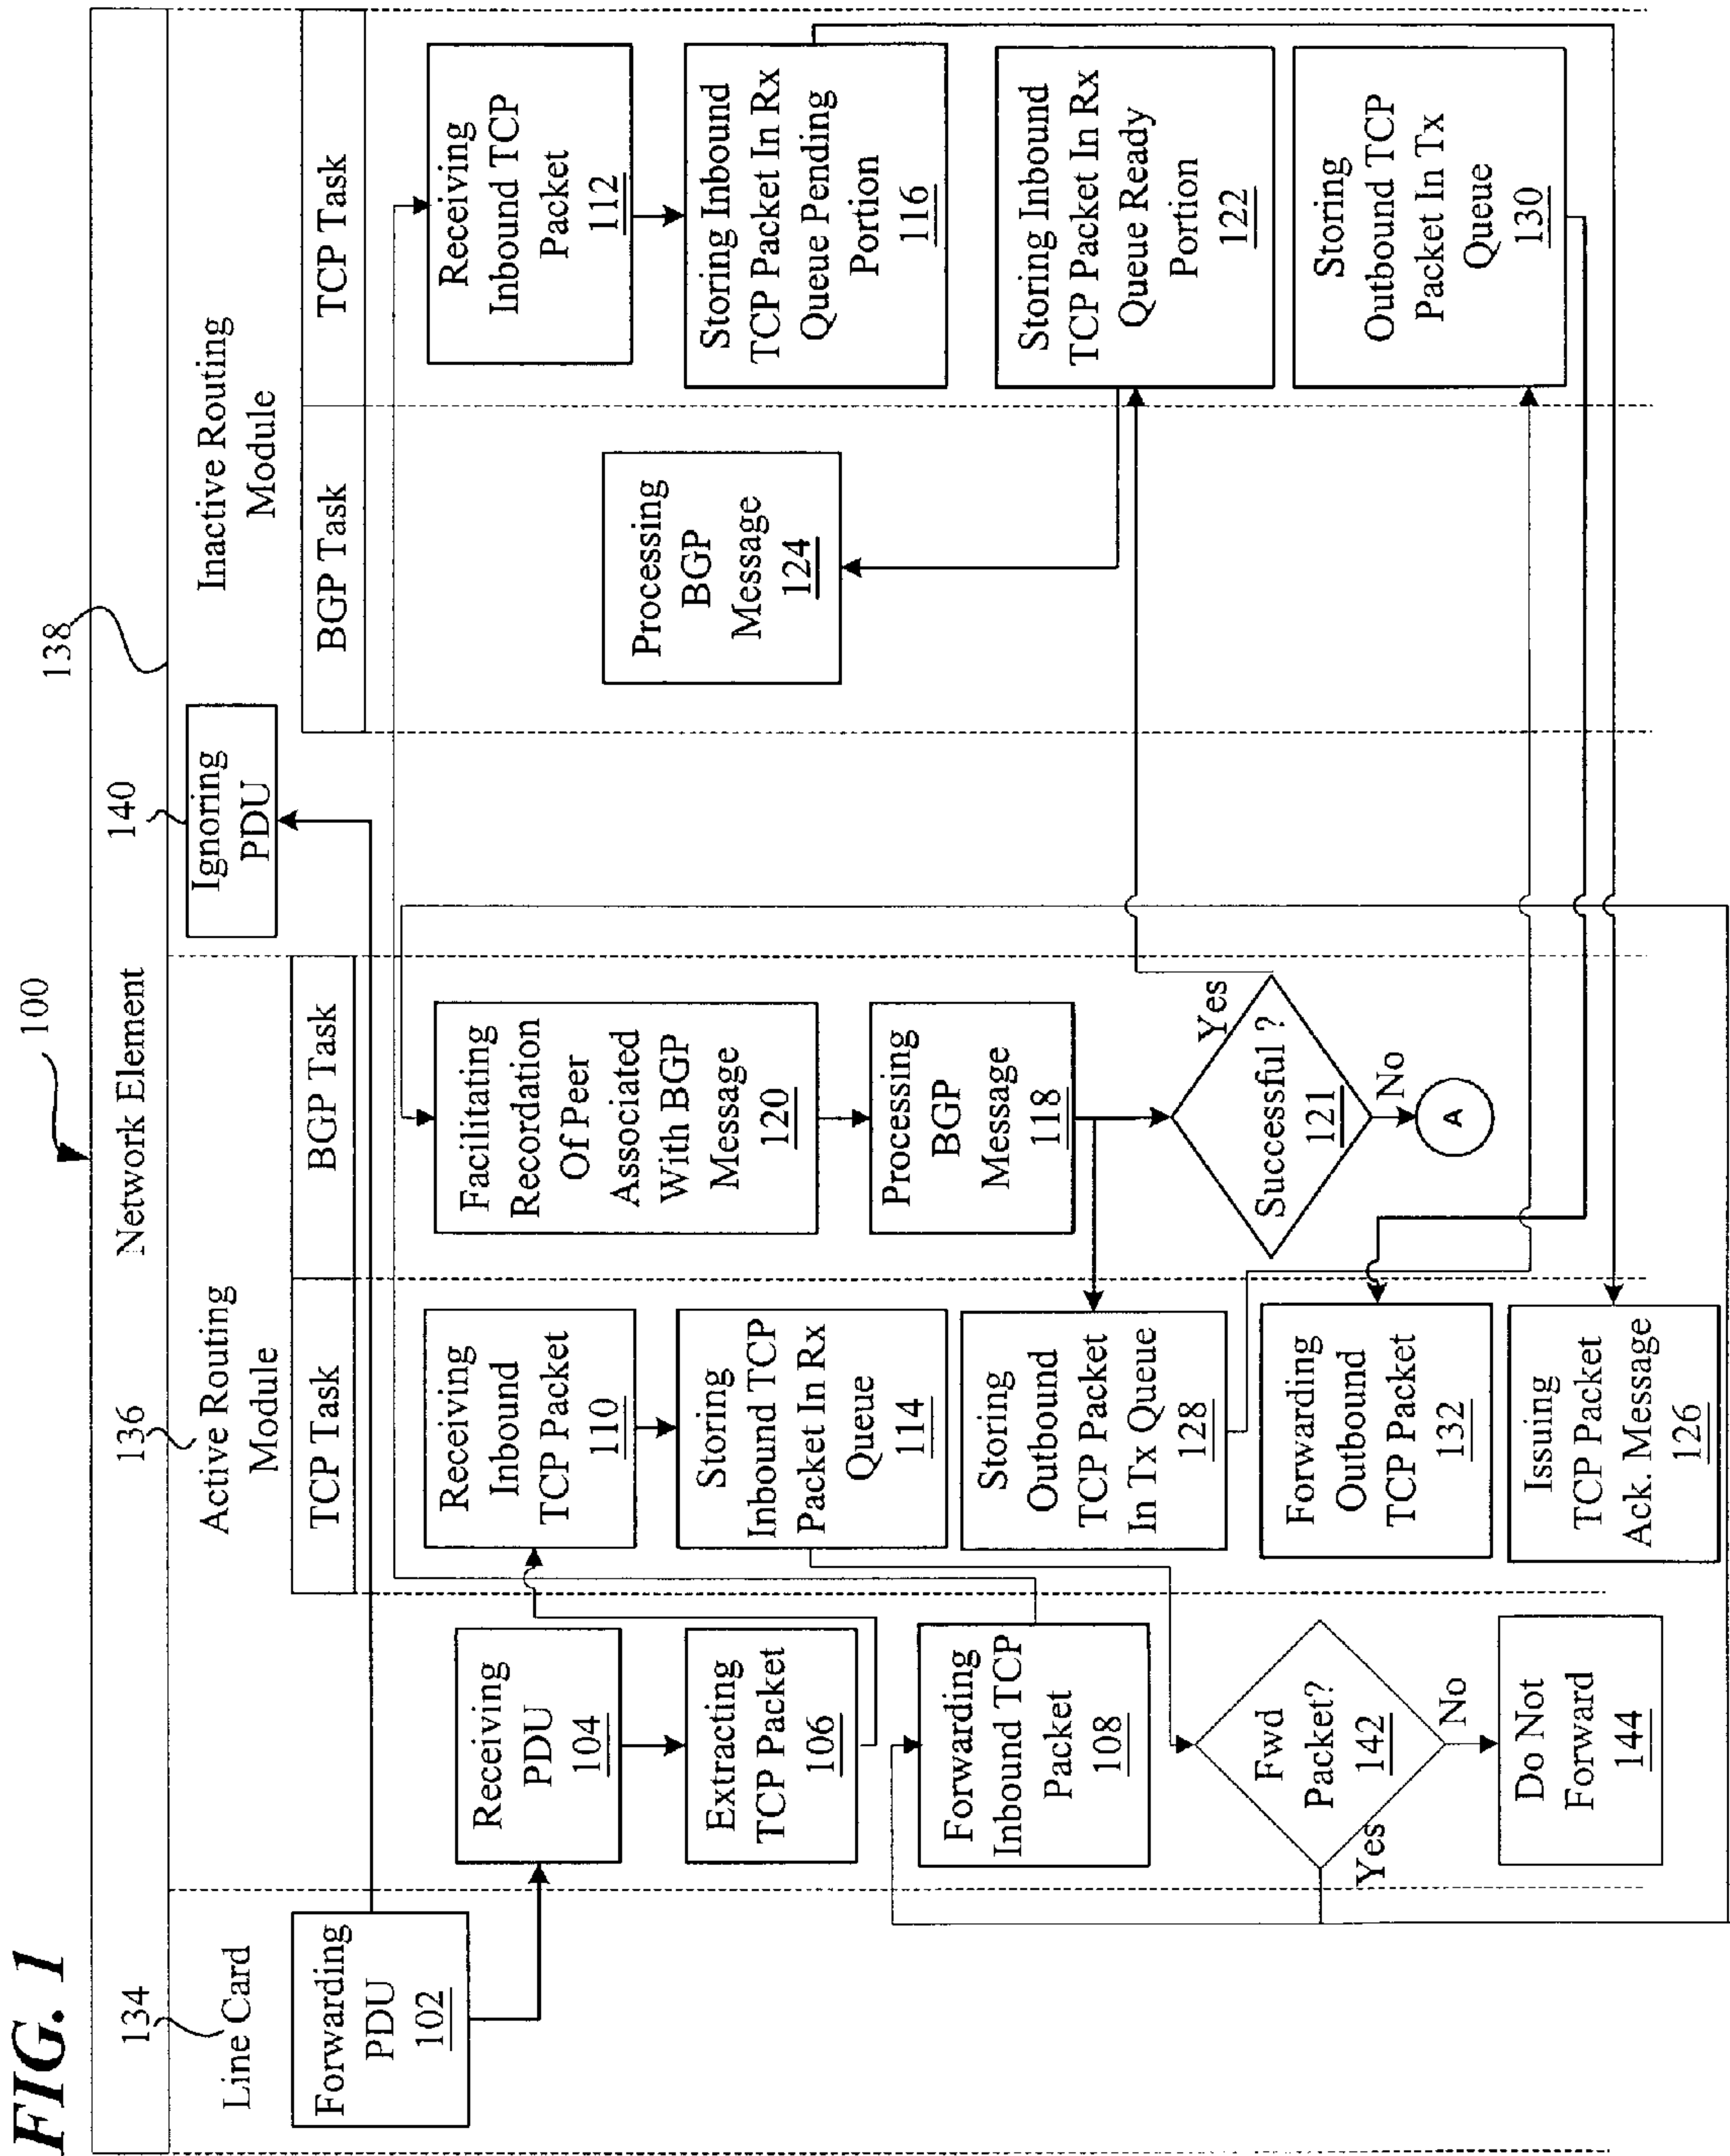 FIG. 1
100
Network Element
134
Line Card
136
Active Routing
Module
138
Inactive Routing
Module
140
Ignoring
PDU
TCP Task
BGP Task
BGP Task
TCP Task
Forwarding
PDU
102
Receiving
PDU
104
Extracting
TCP Packet
106
Forwarding
Inbound TCP
Packet
108
Fwd
Packet?
142
Yes
No
Do Not
Forward
144
Receiving
Inbound
TCP Packet
110
Storing
Inbound TCP
Packet In Rx
Queue
114
Storing
Outbound
TCP Packet
In Tx Queue
128
Forwarding
Outbound
TCP Packet
132
Issuing
TCP Packet
Ack. Message
126
Facilitating
Recordation
Of Peer
Associated
With BGP
Message
120
Processing
BGP
Message
118
Successful ?
121
Yes
No
A
Processing
BGP
Message
124
Receiving
Inbound TCP
Packet
112
Storing Inbound
TCP Packet In Rx
Queue Pending
Portion
116
Storing Inbound
TCP Packet In Rx
Queue Ready
Portion
122
Storing
Outbound TCP
Packet In Tx
Queue
130